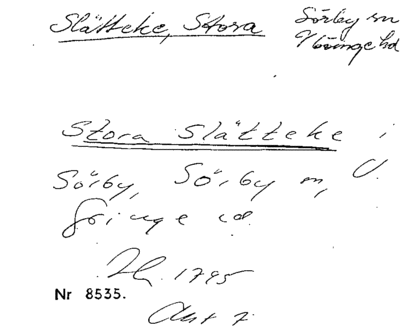 Slätteke, Stora
Sörby sn
Göinge hd
Stora Slätteke i
Sörby, Sörby sn, V.
Göinge hd.
1795
Nr 8535.
Akt 7.